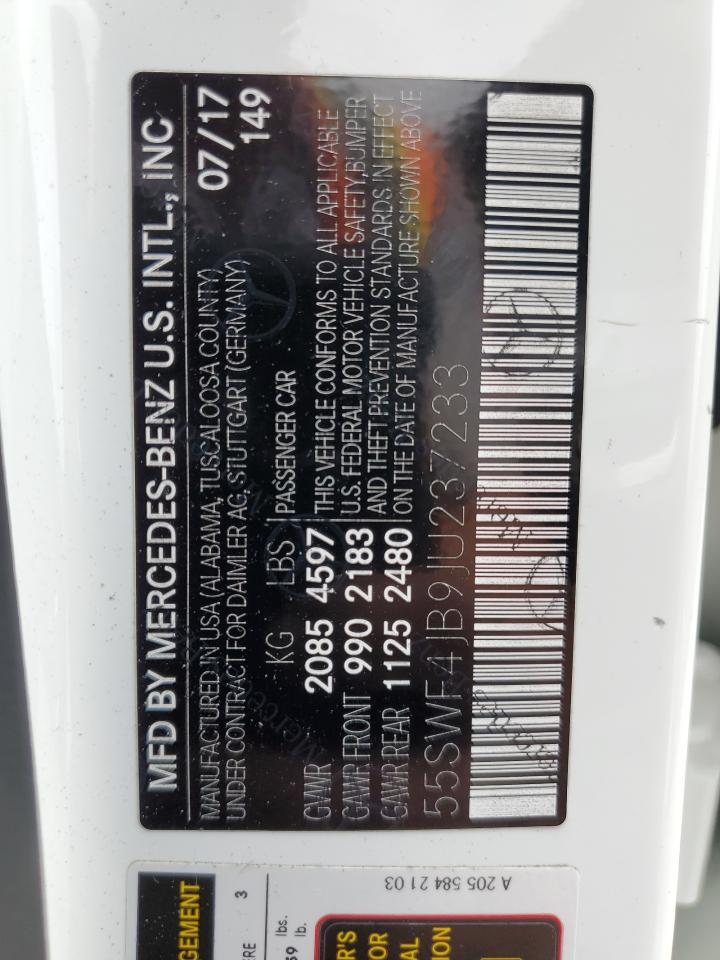 MFD BY MERCEDES-BENZ U.S. INTL., INC
MANUFACTURED IN USA (ALABAMA, TUSCALOOSA COUNTY) 07/17
UNDER CONTRACT FOR DAIMLER AG, STUTTGART (GERMANY) 149
KG LBS PASSENGER CAR
GVWR 2085 4597 THIS VEHICLE CONFORMS TO ALL APPLICABLE
GAWR FRONT 990 2183 U.S. FEDERAL MOTOR VEHICLE SAFETY,BUMPER
GAWR REAR 1125 2480 AND THEFT PREVENTION STANDARDS IN EFFECT
ON THE DATE OF MANUFACTURE SHOWN ABOVE
55SWF4JB9JU237233
A 205 584 21 03
GEMENT
ERE 3
lbs.
59 lb.
R'S
OR
AL
ION